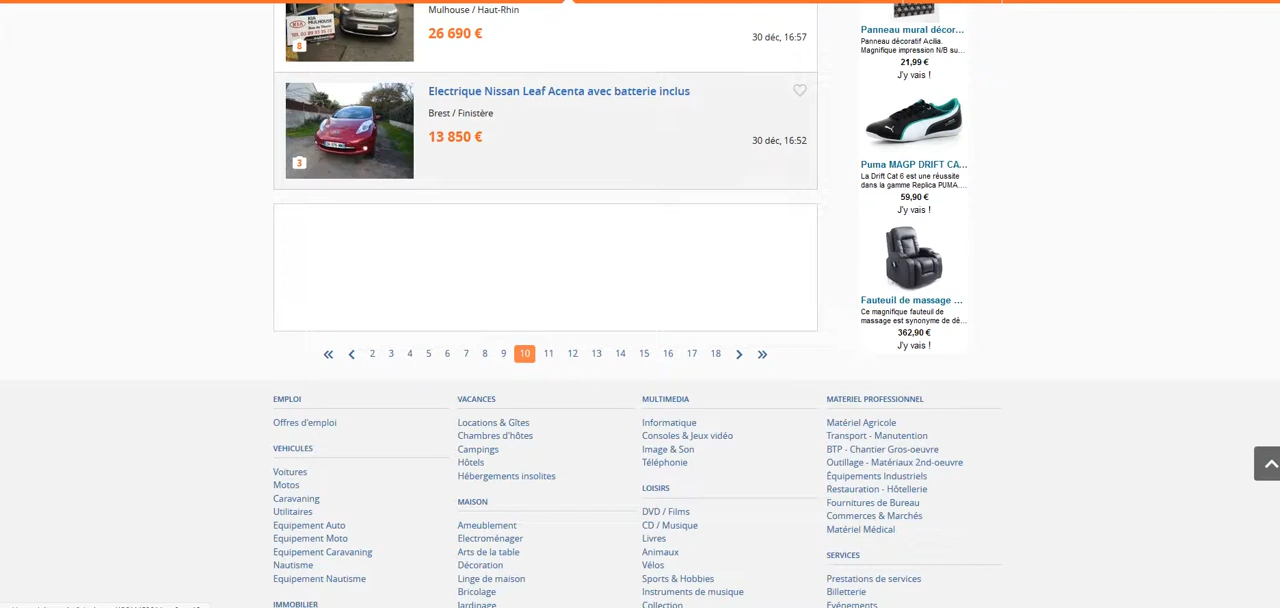 Mulhouse / Haut-Rhin
26 690 €
30 déc, 16:57
KIA
MULHOUSE
8
Electrique Nissan Leaf Acenta avec batterie inclus
Brest / Finistère
13 850 €
30 déc, 16:52
3
Panneau mural décor...
Panneau décoratif Acilia.
Magnifique impression N/B su...
21,99 €
J'y vais !
Puma MAGP DRIFT CA...
La Drift Cat 6 est une réussite
dans la gamme Replica PUMA....
59,90 €
J'y vais !
Fauteuil de massage ...
Ce magnifique fauteuil de
massage est synonyme de dé...
362,90 €
J'y vais !
« ‹ 2 3 4 5 6 7 8 9 10 11 12 13 14 15 16 17 18 › »
EMPLOI
Offres d'emploi
VEHICULES
Voitures
Motos
Caravaning
Utilitaires
Equipement Auto
Equipement Moto
Equipement Caravaning
Nautisme
Equipement Nautisme
IMMOBILIER
VACANCES
Locations & Gîtes
Chambres d'hôtes
Campings
Hôtels
Hébergements insolites
MAISON
Ameublement
Electroménager
Arts de la table
Décoration
Linge de maison
Bricolage
Jardinage
MULTIMEDIA
Informatique
Consoles & Jeux vidéo
Image & Son
Téléphonie
LOISIRS
DVD / Films
CD / Musique
Livres
Animaux
Vélos
Sports & Hobbies
Instruments de musique
Collection
MATERIEL PROFESSIONNEL
Matériel Agricole
Transport - Manutention
BTP - Chantier Gros-oeuvre
Outillage - Matériaux 2nd-oeuvre
Équipements Industriels
Restauration - Hôtellerie
Fournitures de Bureau
Commerces & Marchés
Matériel Médical
SERVICES
Prestations de services
Billetterie
Evénements